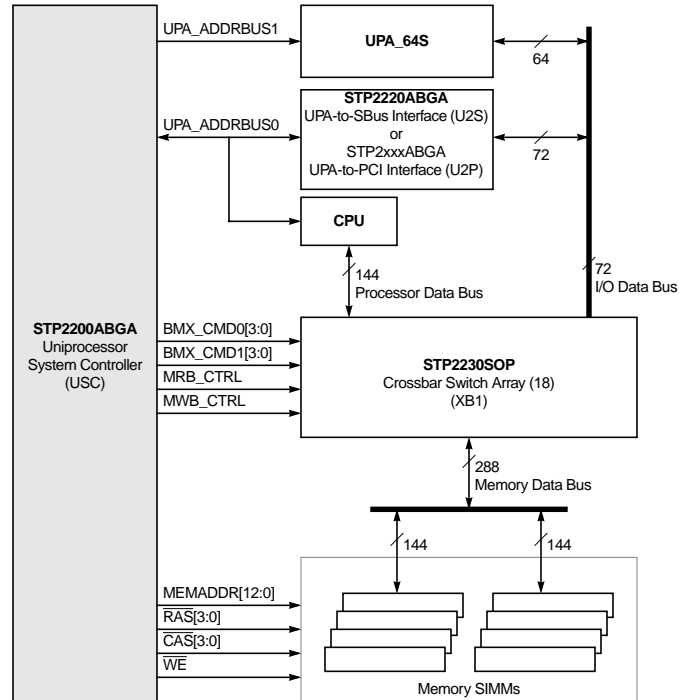 UPA_ADDRBUS1
UPA_64S
64
STP2220ABGA
UPA-to-SBus Interface (U2S)
or
STP2xxxABGA
UPA-to-PCI Interface (U2P)
UPA_ADDRBUS0
72
CPU
144
Processor Data Bus
72
I/O Data Bus
STP2200ABGA
Uniprocessor
System Controller
(USC)
BMX_CMD0[3:0]
BMX_CMD1[3:0]
MRB_CTRL
MWB_CTRL
STP2230SOP
Crossbar Switch Array (18)
(XB1)
288
Memory Data Bus
144
144
MEMADDR[12:0]
RAS[3:0]
CAS[3:0]
WE
Memory SIMMs